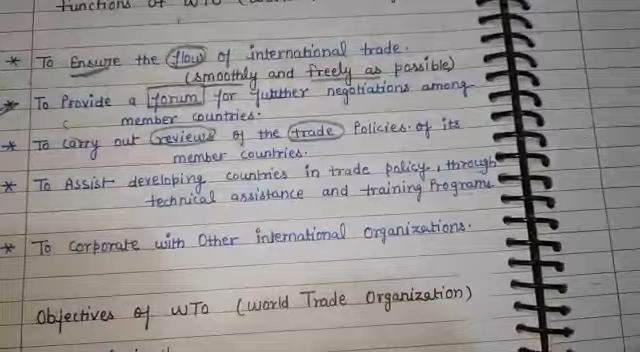 functions of WTO
* To Ensure the flow of international trade.
(smoothly and freely as possible)
* To Provide a forum for further negotiations among
member countries.
* To carry out reviews of the trade Policies of its
member countries.
* To Assist developing countries in trade policy, through
technical assistance and training Programe
* To Corporate with Other international Organizations.
Objectives of WTO (World Trade Organization)